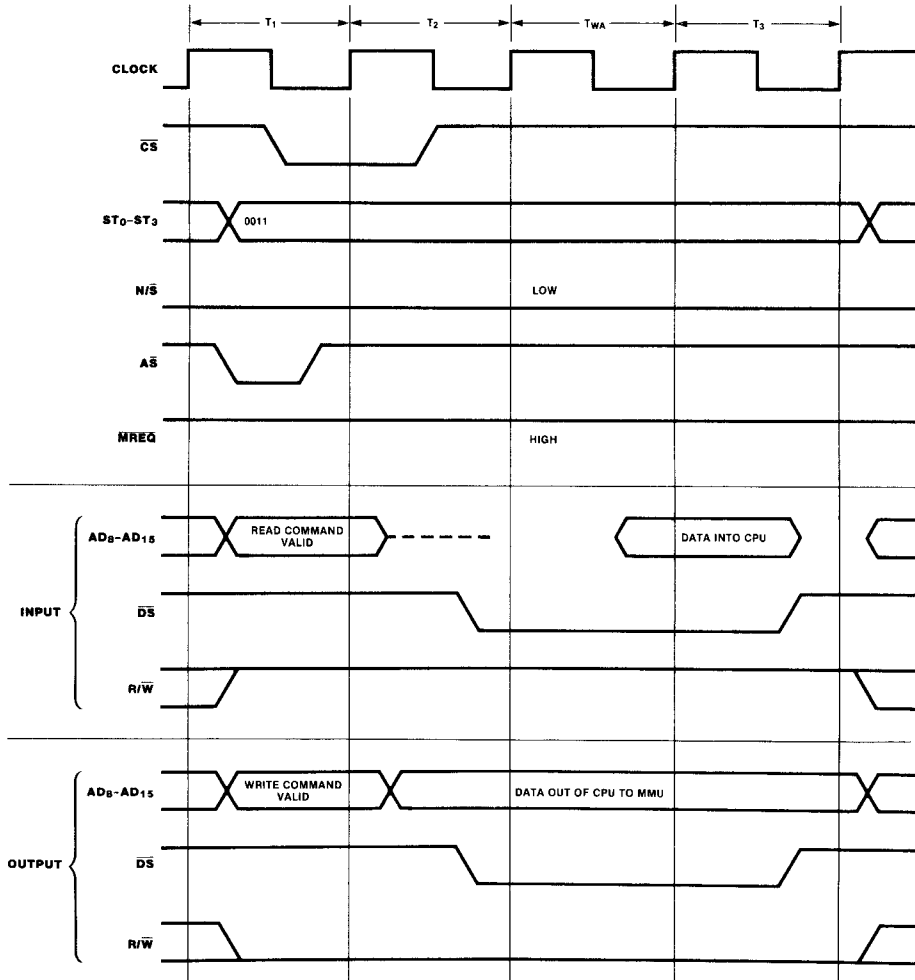 T1 T2 TWA T3
CLOCK
CS
ST0–ST3 0011
N/S LOW
AS
MREQ HIGH
INPUT
AD8–AD15 READ COMMAND VALID DATA INTO CPU
DS
R/W
OUTPUT
AD8–AD15 WRITE COMMAND VALID DATA OUT OF CPU TO MMU
DS
R/W